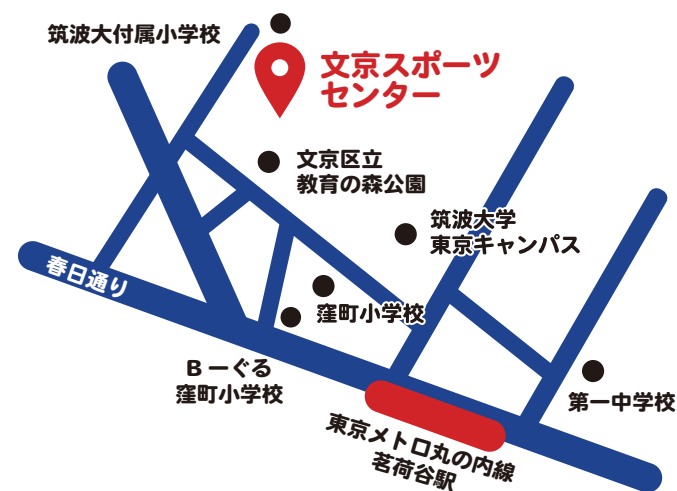 筑波大付属小学校
文京スポーツ
センター
文京区立
教育の森公園
筑波大学
東京キャンパス
春日通り
窪町小学校
Bーぐる
窪町小学校
第一中学校
東京メトロ丸の内線
茗荷谷駅